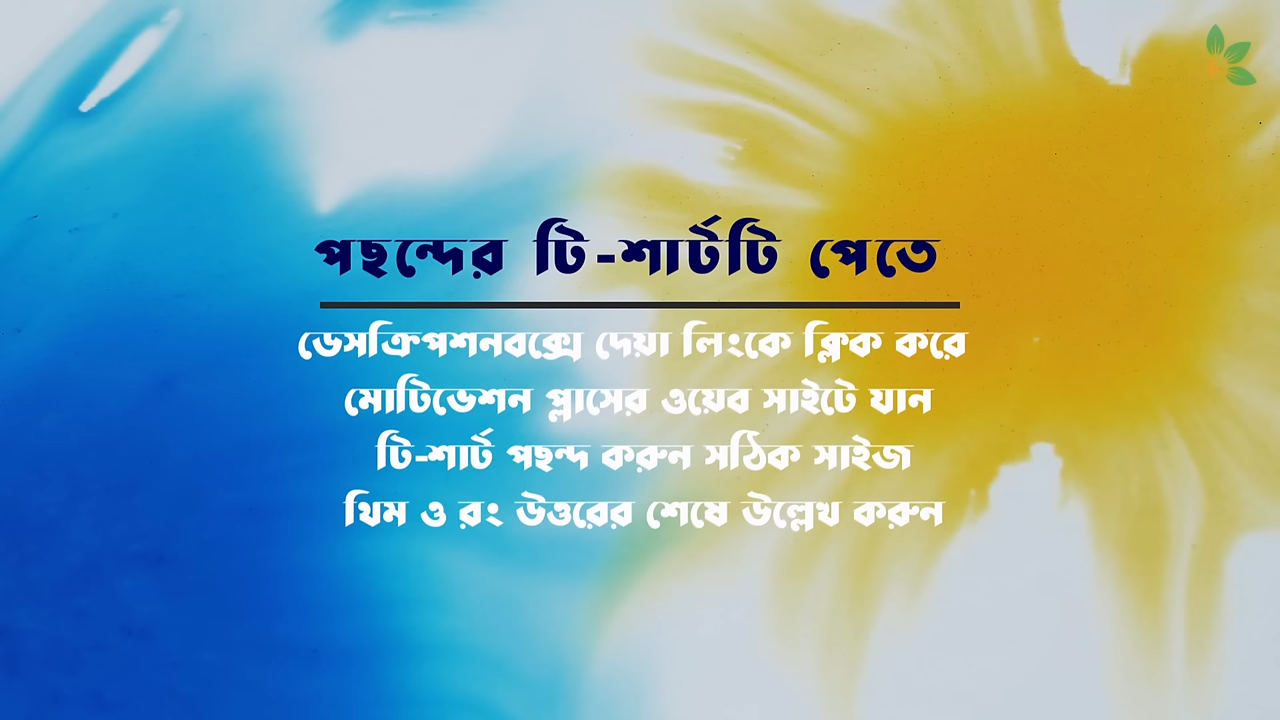 পছন্দের টি-শার্টটি পেতে
ডেসক্রিপশনবক্সে দেয়া লিংকে ক্লিক করে
মোটিভেশন প্লাসের ওয়েব সাইটে যান
টি-শার্ট পছন্দ করুন সঠিক সাইজ
থিম ও রং উত্তরের শেষে উল্লেখ করুন